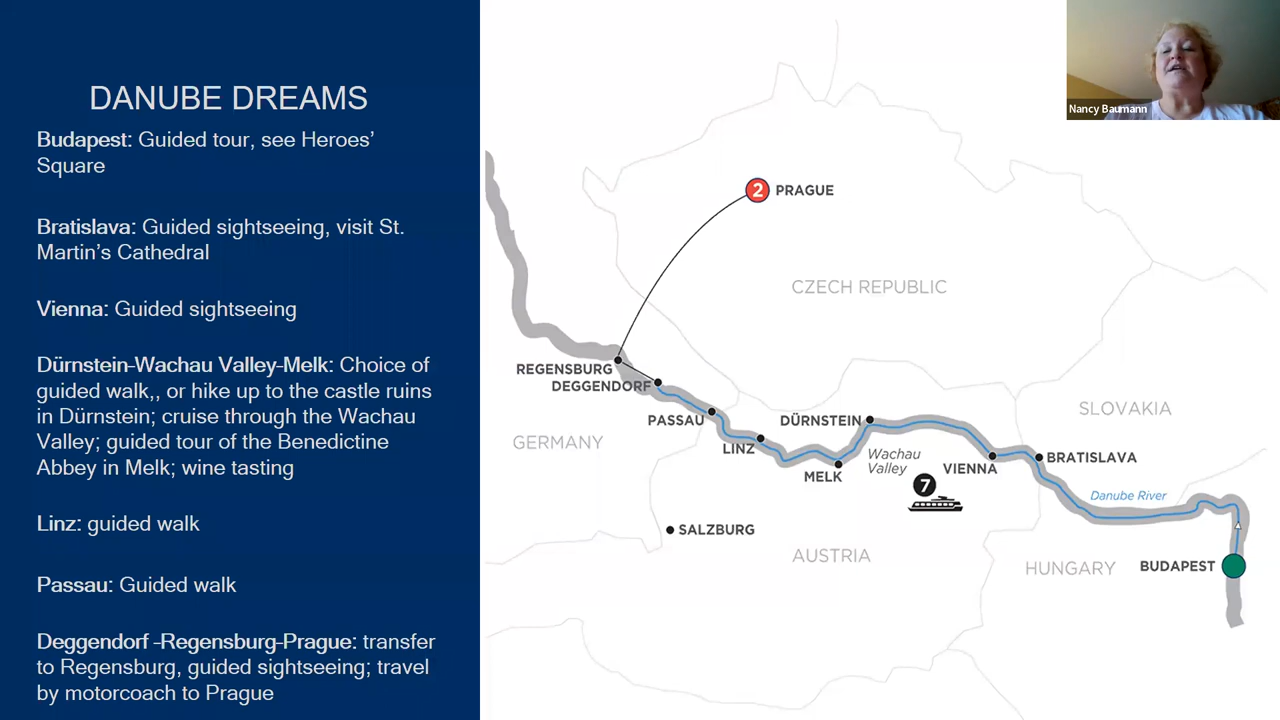 DANUBE DREAMS
Budapest: Guided tour, see Heroes’
Square
Bratislava: Guided sightseeing, visit St.
Martin’s Cathedral
Vienna: Guided sightseeing
Dürnstein-Wachau Valley-Melk: Choice of
guided walk,, or hike up to the castle ruins
in Dürnstein; cruise through the Wachau
Valley; guided tour of the Benedictine
Abbey in Melk; wine tasting
Linz: guided walk
Passau: Guided walk
Deggendorf -Regensburg-Prague: transfer
to Regensburg, guided sightseeing; travel
by motorcoach to Prague
Nancy Baumann
2 PRAGUE
CZECH REPUBLIC
REGENSBURG
DEGGENDORF
PASSAU
DÜRNSTEIN
SLOVAKIA
GERMANY
LINZ
Wachau
Valley
VIENNA
BRATISLAVA
MELK
7
Danube River
SALZBURG
AUSTRIA
HUNGARY
BUDAPEST